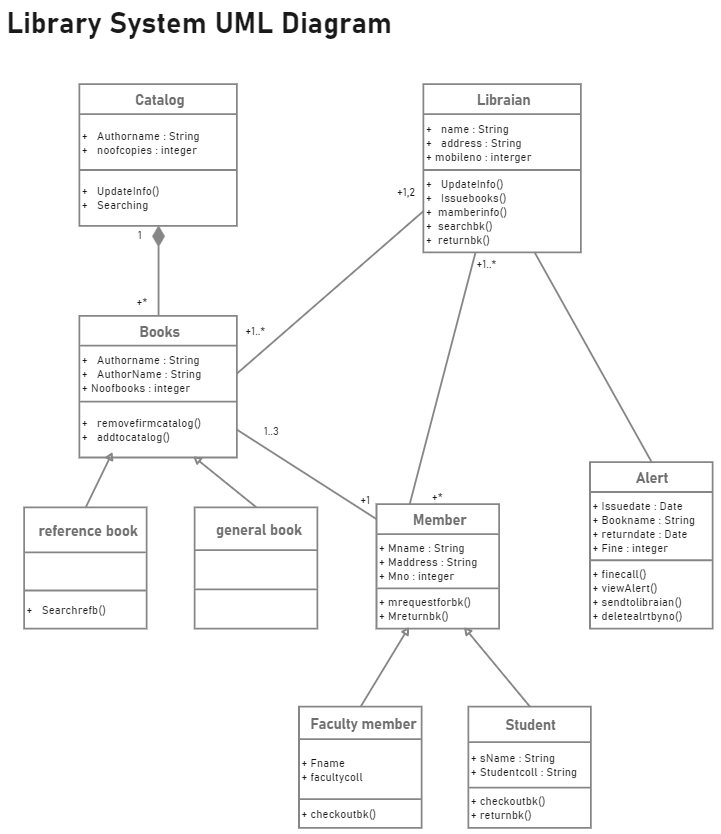 Library System UML Diagram
Catalog
+ Authorname : String
+ noofcopies : integer
+ UpdateInfo()
+ Searching
Libraian
+ name : String
+ address : String
+ mobileno : interger
+ UpdateInfo()
+ Issuebooks()
+ mamberinfo()
+ searchbk()
+ returnbk()
+1,2
1
+1..*
+*
Books
+ Authorname : String
+ AuthorName : String
+ Noofbooks : integer
+ removefirmcatalog()
+ addtocatalog()
+1..*
1..3
+1
+*
reference book
+ Searchrefb()
general book
Member
+ Mname : String
+ Maddress : String
+ Mno : integer
+ mrequestforbk()
+ Mreturnbk()
Alert
+ Issuedate : Date
+ Bookname : String
+ returndate : Date
+ Fine : integer
+ finecall()
+ viewAlert()
+ sendtolibraian()
+ deletealrtbyno()
Faculty member
+ Fname
+ facultycoll
+ checkoutbk()
Student
+ sName : String
+ Studentcoll : String
+ checkoutbk()
+ returnbk()